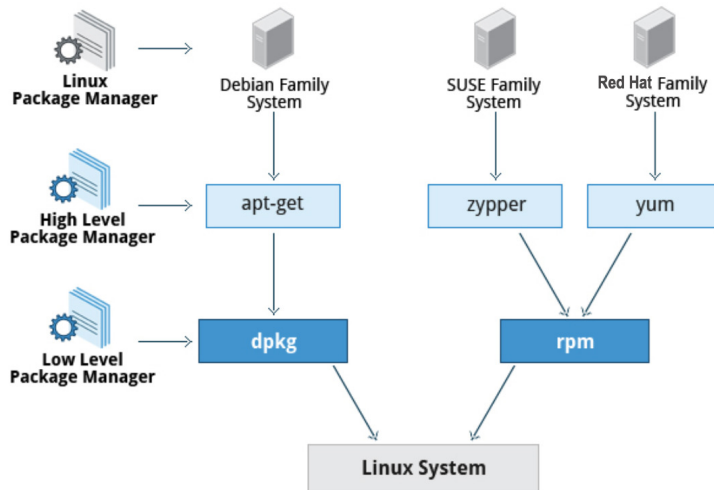 Linux
Package Manager
Debian Family
System
SUSE Family
System
Red Hat Family
System
High Level
Package Manager
apt-get
zypper
yum
Low Level
Package Manager
dpkg
rpm
Linux System